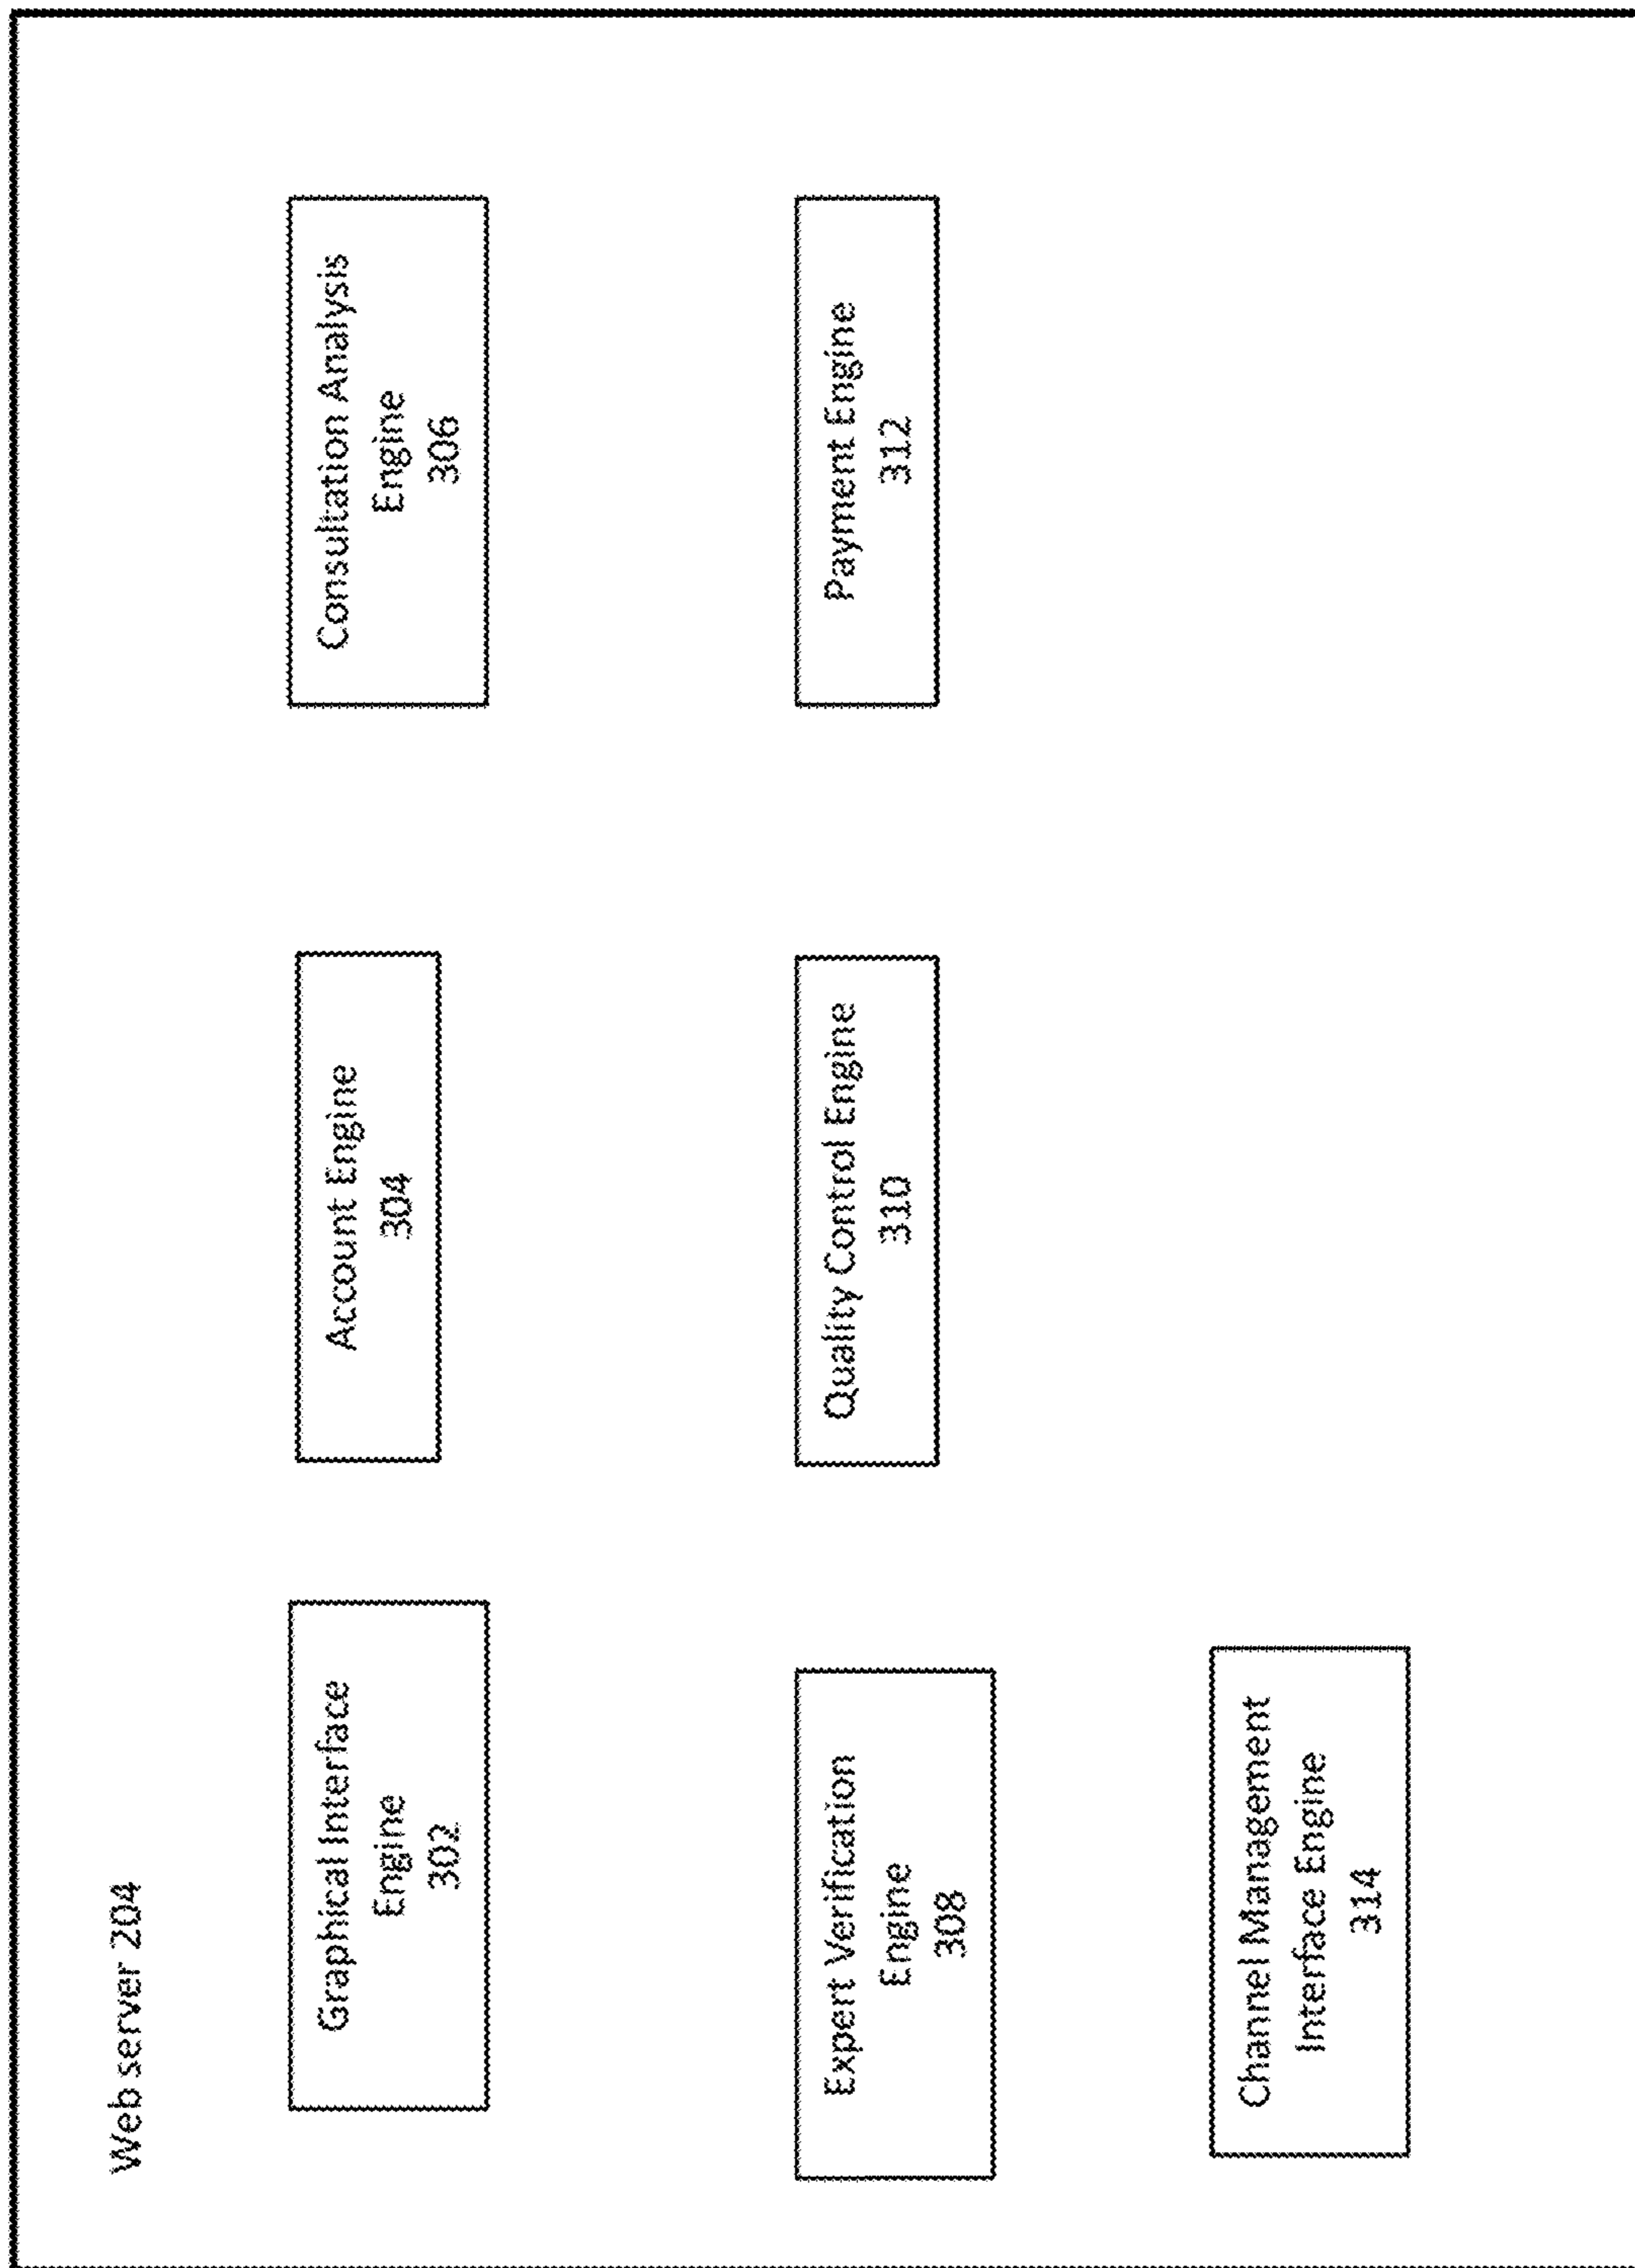 Web server 204
Graphical Interface
Engine
302
Account Engine
304
Consultation Analysis
Engine
306
Expert Verification
Engine
308
Quality Control Engine
310
Payment Engine
312
Channel Management
Interface Engine
314